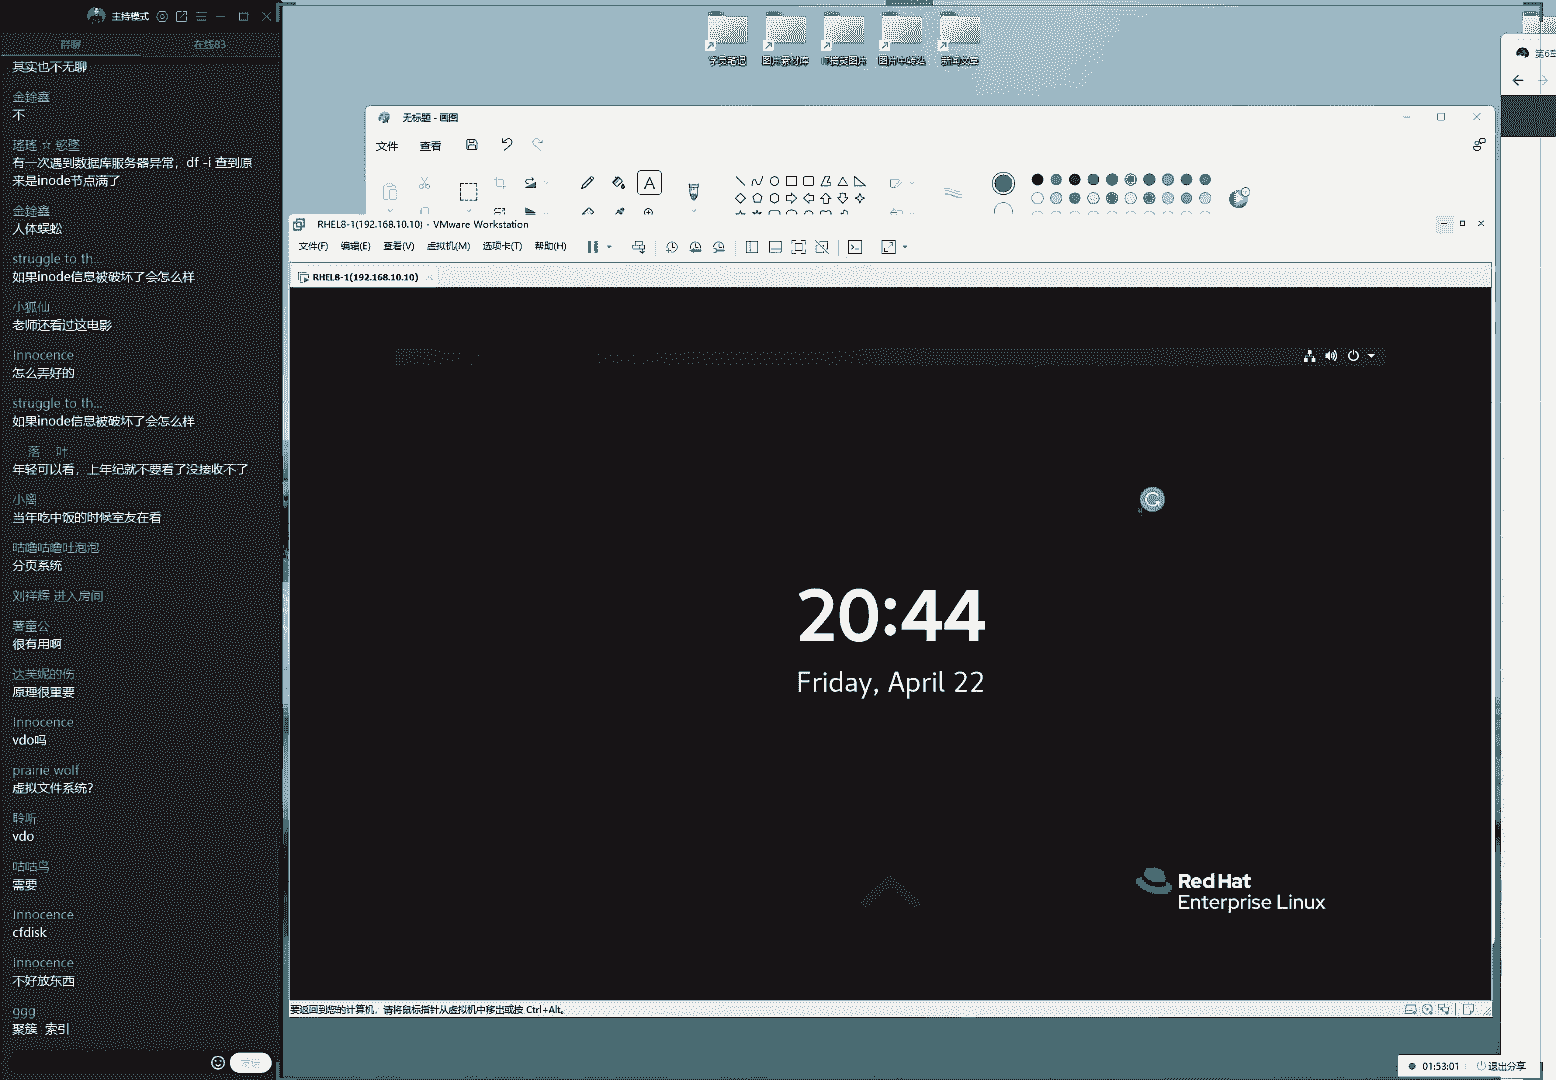 主持模式
群聊
在线83
其实也不无聊
金鍂鑫
不
瑶瑶 ☆ 憨墬
有一次遇到数据库服务器异常，df -i 查到原
来是inode节点满了
金鍂鑫
人体蜈蚣
struggle to th...
如果inode信息被破坏了会怎么样
小狐仙
老师还看过这电影
Innocence
怎么弄好的
struggle to th...
如果inode信息被破坏了会怎么样
落 叶
年轻可以看，上年纪就不要看了没接收不了
小周
当年吃中饭的时候室友在看
咕噜咕噜吐泡泡
分页系统
刘祥辉 进入房间
薯童公
很有用啊
达芙妮的伤
原理很重要
Innocence
vdo吗
prairie wolf
虚拟文件系统?
聆听
vdo
咕咕鸟
需要
Innocence
cfdisk
Innocence
不好放东西
ggg
聚簇 索引
发送
学员笔记
图片素材库
图片中转站
新闻文章
第6
无标题 - 画图
文件
查看
A
RHEL8-1(192.168.10.10) - VMware Workstation
文件(F) 编辑(E) 查看(V) 虚拟机(M) 选项卡(T) 帮助(H)
RHEL8-1(192.168.10.10)
20:44
Friday, April 22
Red Hat
Enterprise Linux
要返回到您的计算机，请将鼠标指针从虚拟机中移出或按 Ctrl+Alt。
01:53:01
退出分享